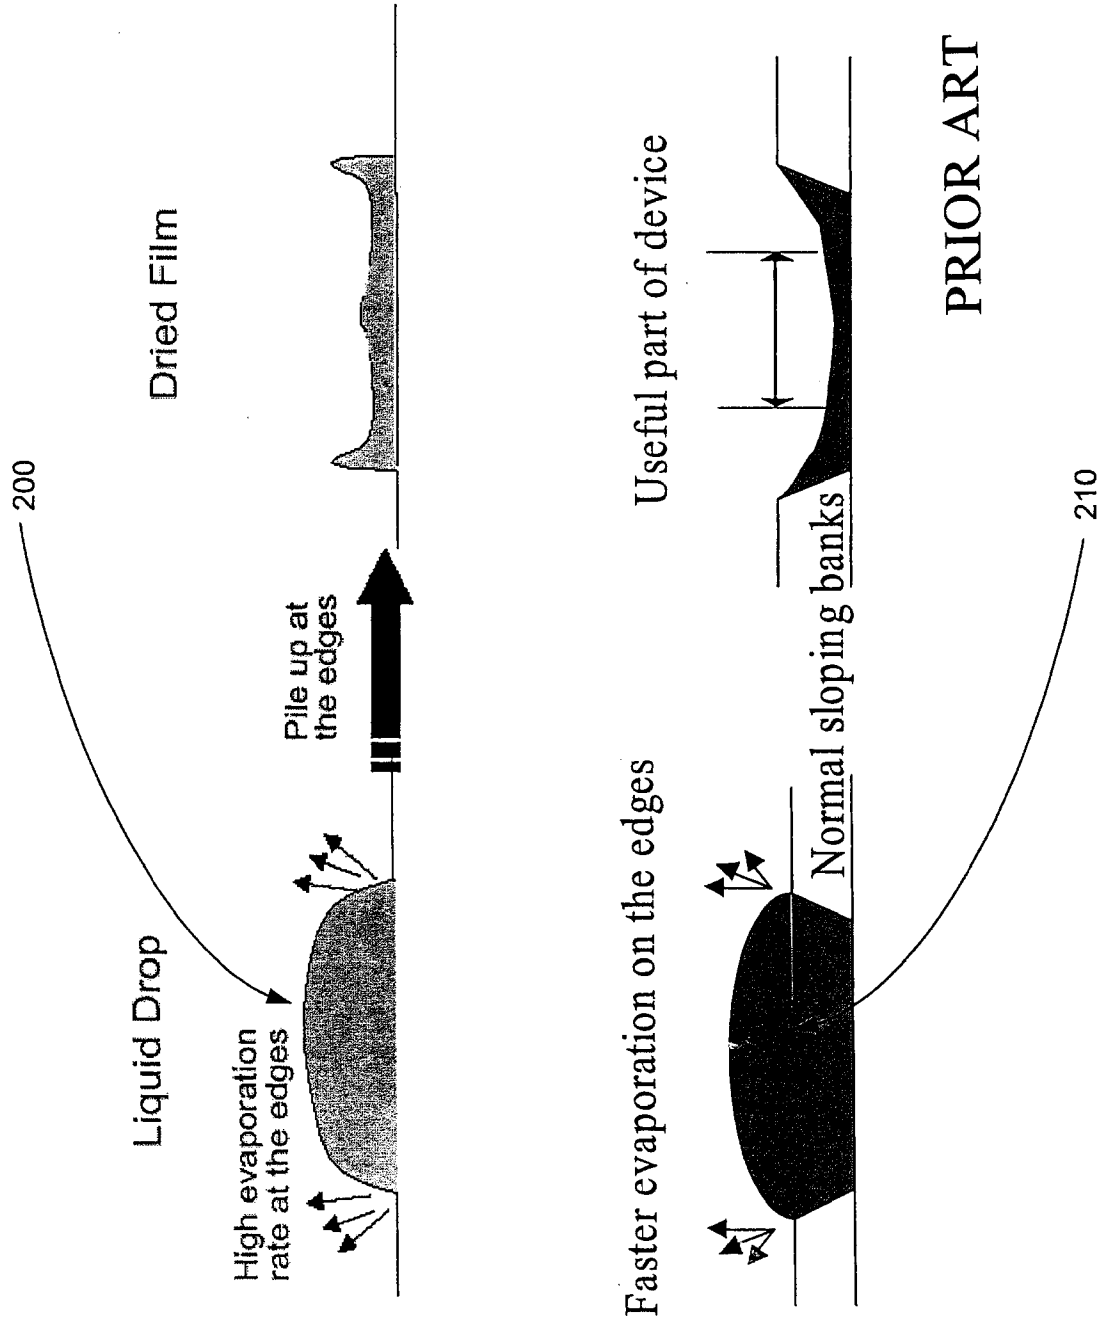 200
Liquid Drop
Dried Film
High evaporation
rate at the edges
Pile up at
the edges
Faster evaporation on the edges
Useful part of device
Normal sloping banks
210
PRIOR ART